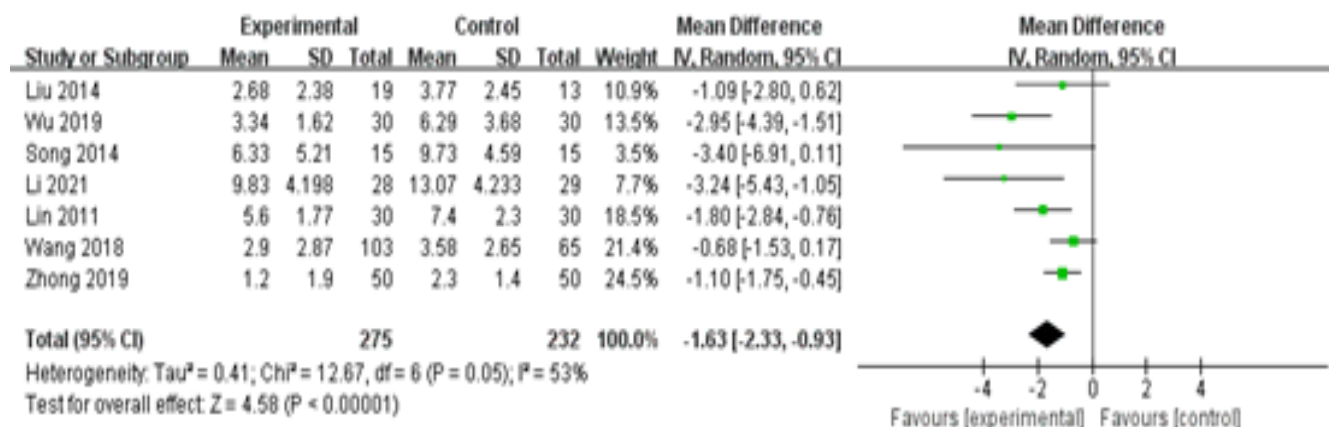 Experimental Control Mean Difference Mean Difference
Study or Subgroup Mean SD Total Mean SD Total Weight IV, Random, 95% CI IV, Random, 95% CI
Liu 2014 2.68 2.38 19 3.77 2.45 13 10.9% -1.09 [-2.80, 0.62]
Wu 2019 3.34 1.62 30 6.29 3.68 30 13.5% -2.95 [-4.39, -1.51]
Song 2014 6.33 5.21 15 9.73 4.59 15 3.5% -3.40 [-6.91, 0.11]
Li 2021 9.83 4.198 28 13.07 4.233 29 7.7% -3.24 [-5.43, -1.05]
Lin 2011 5.6 1.77 30 7.4 2.3 30 18.5% -1.80 [-2.84, -0.76]
Wang 2018 2.9 2.87 103 3.58 2.65 65 21.4% -0.68 [-1.53, 0.17]
Zhong 2019 1.2 1.9 50 2.3 1.4 50 24.5% -1.10 [-1.75, -0.45]
Total (95% CI) 275 232 100.0% -1.63 [-2.33, -0.93]
Heterogeneity: Tau² = 0.41; Chi² = 12.67, df = 6 (P = 0.05); I² = 53%
Test for overall effect: Z = 4.58 (P < 0.00001)
-4 -2 0 2 4
Favours [experimental] Favours [control]